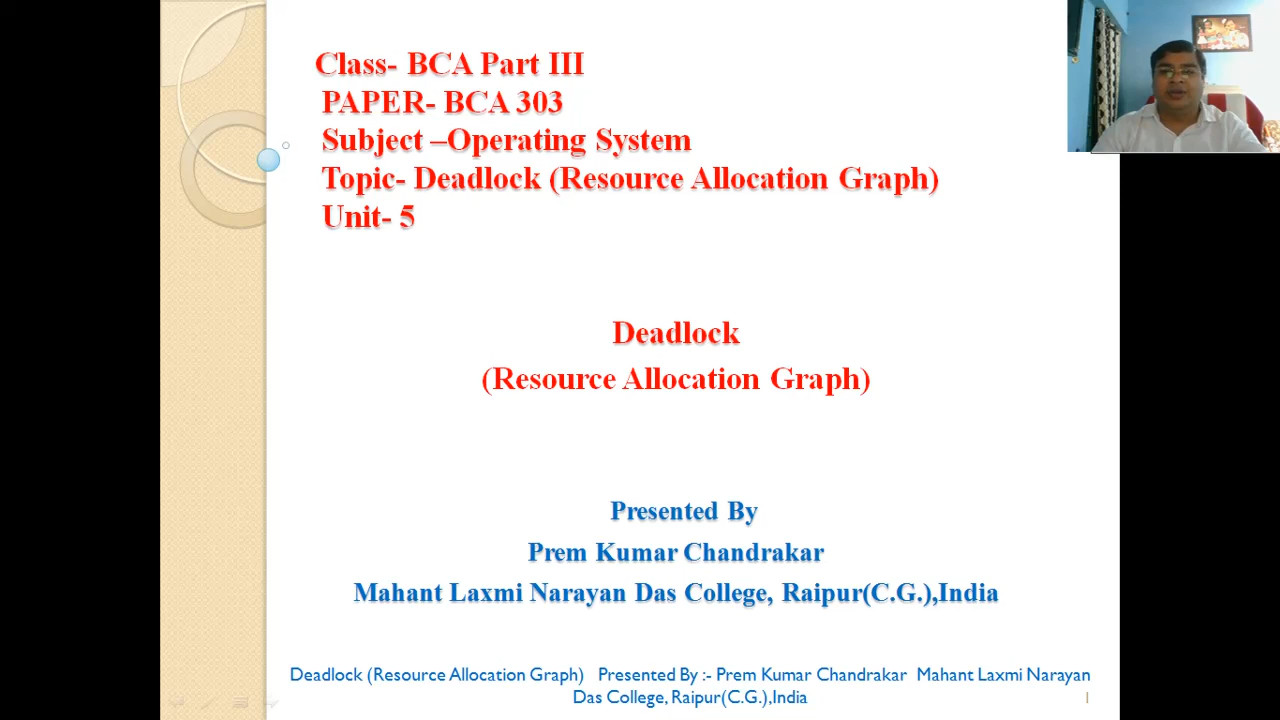 Class- BCA Part III
PAPER- BCA 303
Subject –Operating System
Topic- Deadlock (Resource Allocation Graph)
Unit- 5
Deadlock
(Resource Allocation Graph)
Presented By
Prem Kumar Chandrakar
Mahant Laxmi Narayan Das College, Raipur(C.G.),India
Deadlock (Resource Allocation Graph) Presented By :- Prem Kumar Chandrakar Mahant Laxmi Narayan
Das College, Raipur(C.G.),India
1